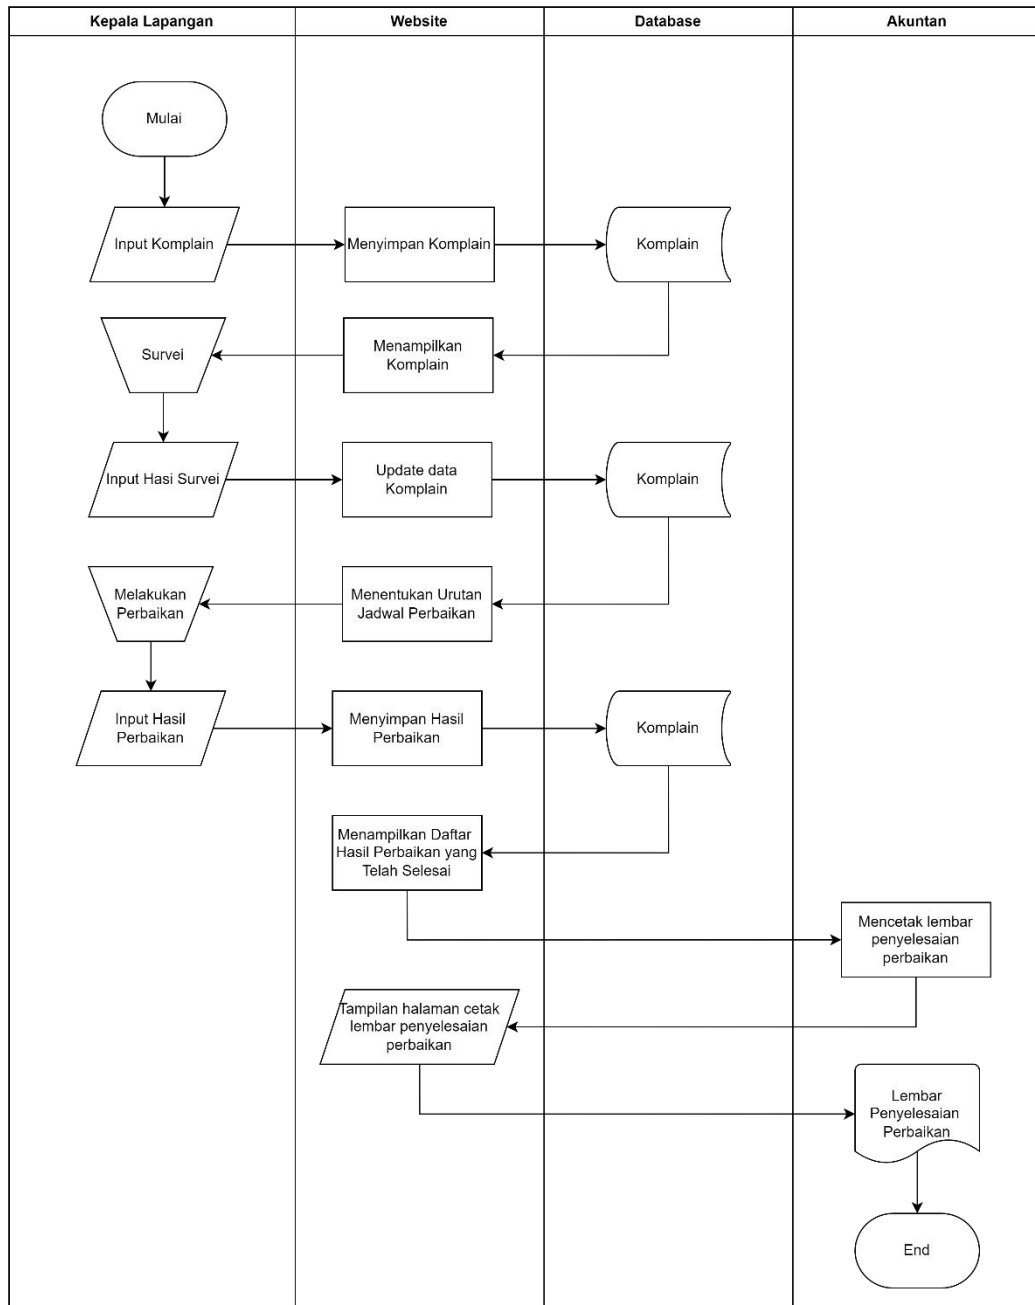 Kepala Lapangan
Website
Database
Akuntan
Mulai
Input Komplain
Menyimpan Komplain
Komplain
Survei
Menampilkan
Komplain
Input Hasi Survei
Update data
Komplain
Komplain
Melakukan
Perbaikan
Menentukan Urutan
Jadwal Perbaikan
Input Hasil
Perbaikan
Menyimpan Hasil
Perbaikan
Komplain
Menampilkan Daftar
Hasil Perbaikan yang
Telah Selesai
Mencetak lembar
penyelesaian
perbaikan
Tampilan halaman cetak
lembar penyelesaian
perbaikan
Lembar
Penyelesaian
Perbaikan
End